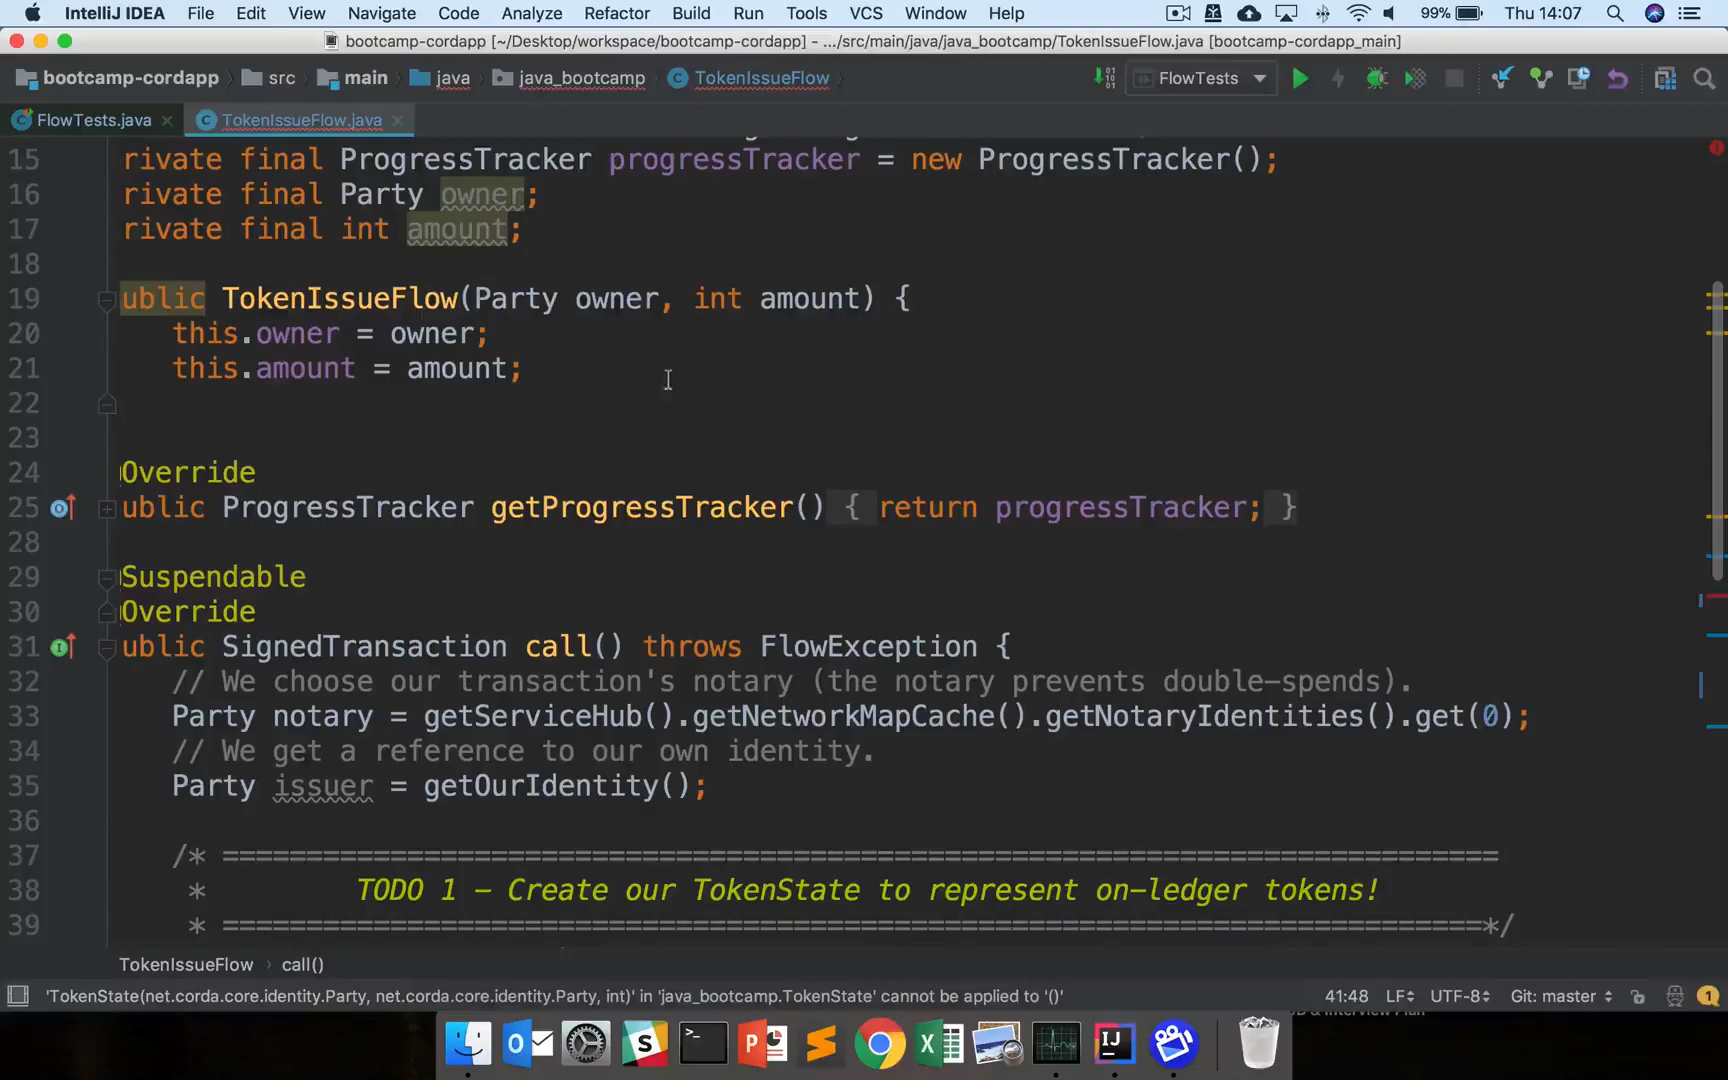 IntelliJ IDEA File Edit View Navigate Code Analyze Refactor Build Run Tools VCS Window Help 99% Thu 14:07
bootcamp-cordapp [~/Desktop/workspace/bootcamp-cordapp] - .../src/main/java/java_bootcamp/TokenIssueFlow.java [bootcamp-cordapp_main]
bootcamp-cordapp src main java java_bootcamp TokenIssueFlow FlowTests
FlowTests.java TokenIssueFlow.java
15 rivate final ProgressTracker progressTracker = new ProgressTracker();
16 rivate final Party owner;
17 rivate final int amount;
18
19 ublic TokenIssueFlow(Party owner, int amount) {
20 this.owner = owner;
21 this.amount = amount;
22
23
24 Override
25 ublic ProgressTracker getProgressTracker() { return progressTracker; }
28
29 Suspendable
30 Override
31 ublic SignedTransaction call() throws FlowException {
32 // We choose our transaction's notary (the notary prevents double-spends).
33 Party notary = getServiceHub().getNetworkMapCache().getNotaryIdentities().get(0);
34 // We get a reference to our own identity.
35 Party issuer = getOurIdentity();
36
37 /* ============================================================================
38 * TODO 1 - Create our TokenState to represent on-ledger tokens!
39 * ===========================================================================*/
TokenIssueFlow call()
'TokenState(net.corda.core.identity.Party, net.corda.core.identity.Party, int)' in 'java_bootcamp.TokenState' cannot be applied to '()' 41:48 LF UTF-8 Git: master 1
& Interview Plan